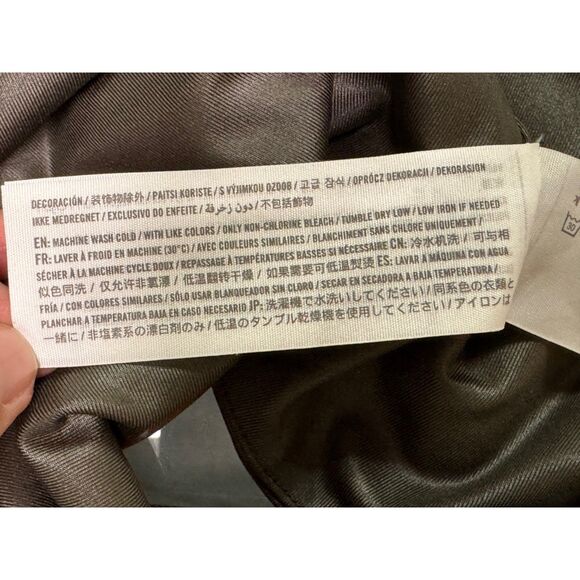 DECORACIÓN / 装饰物除外 / PAITSI KORISTE / S VÝJIMKOU OZDOB / 고급 장식 / OPRÓCZ DEKORACJI / DEKORASJON
IKKE MEDREGNET / EXCLUSIVO DO ENFEITE / دون زخرفة / 不包括飾物
EN: MACHINE WASH COLD / WITH LIKE COLORS / ONLY NON-CHLORINE BLEACH / TUMBLE DRY LOW / LOW IRON IF NEEDED
FR: LAVER À FROID EN MACHINE (30°C) / AVEC COULEURS SIMILAIRES / BLANCHIMENT SANS CHLORE UNIQUEMENT /
SÉCHER À LA MACHINE CYCLE DOUX / REPASSAGE À TEMPÉRATURE BASSE SI NÉCESSAIRE CN: 冷水机洗 / 可与相
似色同洗 / 仅允许非氯漂 / 低温翻转干燥 / 如果需要可低温熨烫 ES: LAVAR A MÁQUINA CON AGUA
FRÍA / CON COLORES SIMILARES / SÓLO USAR BLANQUEADOR SIN CLORO / SECAR EN SECADORA A BAJA TEMPERATURA /
PLANCHAR A TEMPERATURA BAJA EN CASO NECESARIO JP: 洗濯機で水洗いしてください / 同系色の衣類と
一緒に / 非塩素系の漂白剤のみ / 低温のタンブル乾燥機を使用してください / アイロンは
30